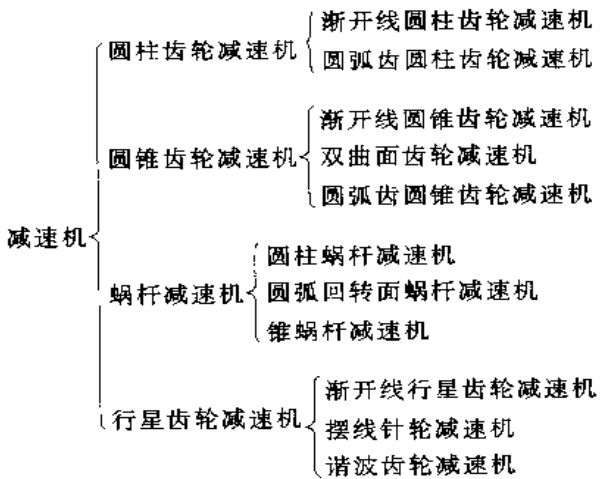 渐开线圆柱齿轮减速机
圆柱齿轮减速机
圆弧齿圆柱齿轮减速机
渐开线圆锥齿轮减速机
圆锥齿轮减速机
双曲面齿轮减速机
圆弧齿圆锥齿轮减速机
减速机
圆柱蜗杆减速机
蜗杆减速机
圆弧回转面蜗杆减速机
锥蜗杆减速机
渐开线行星齿轮减速机
行星齿轮减速机
摆线针轮减速机
谐波齿轮减速机